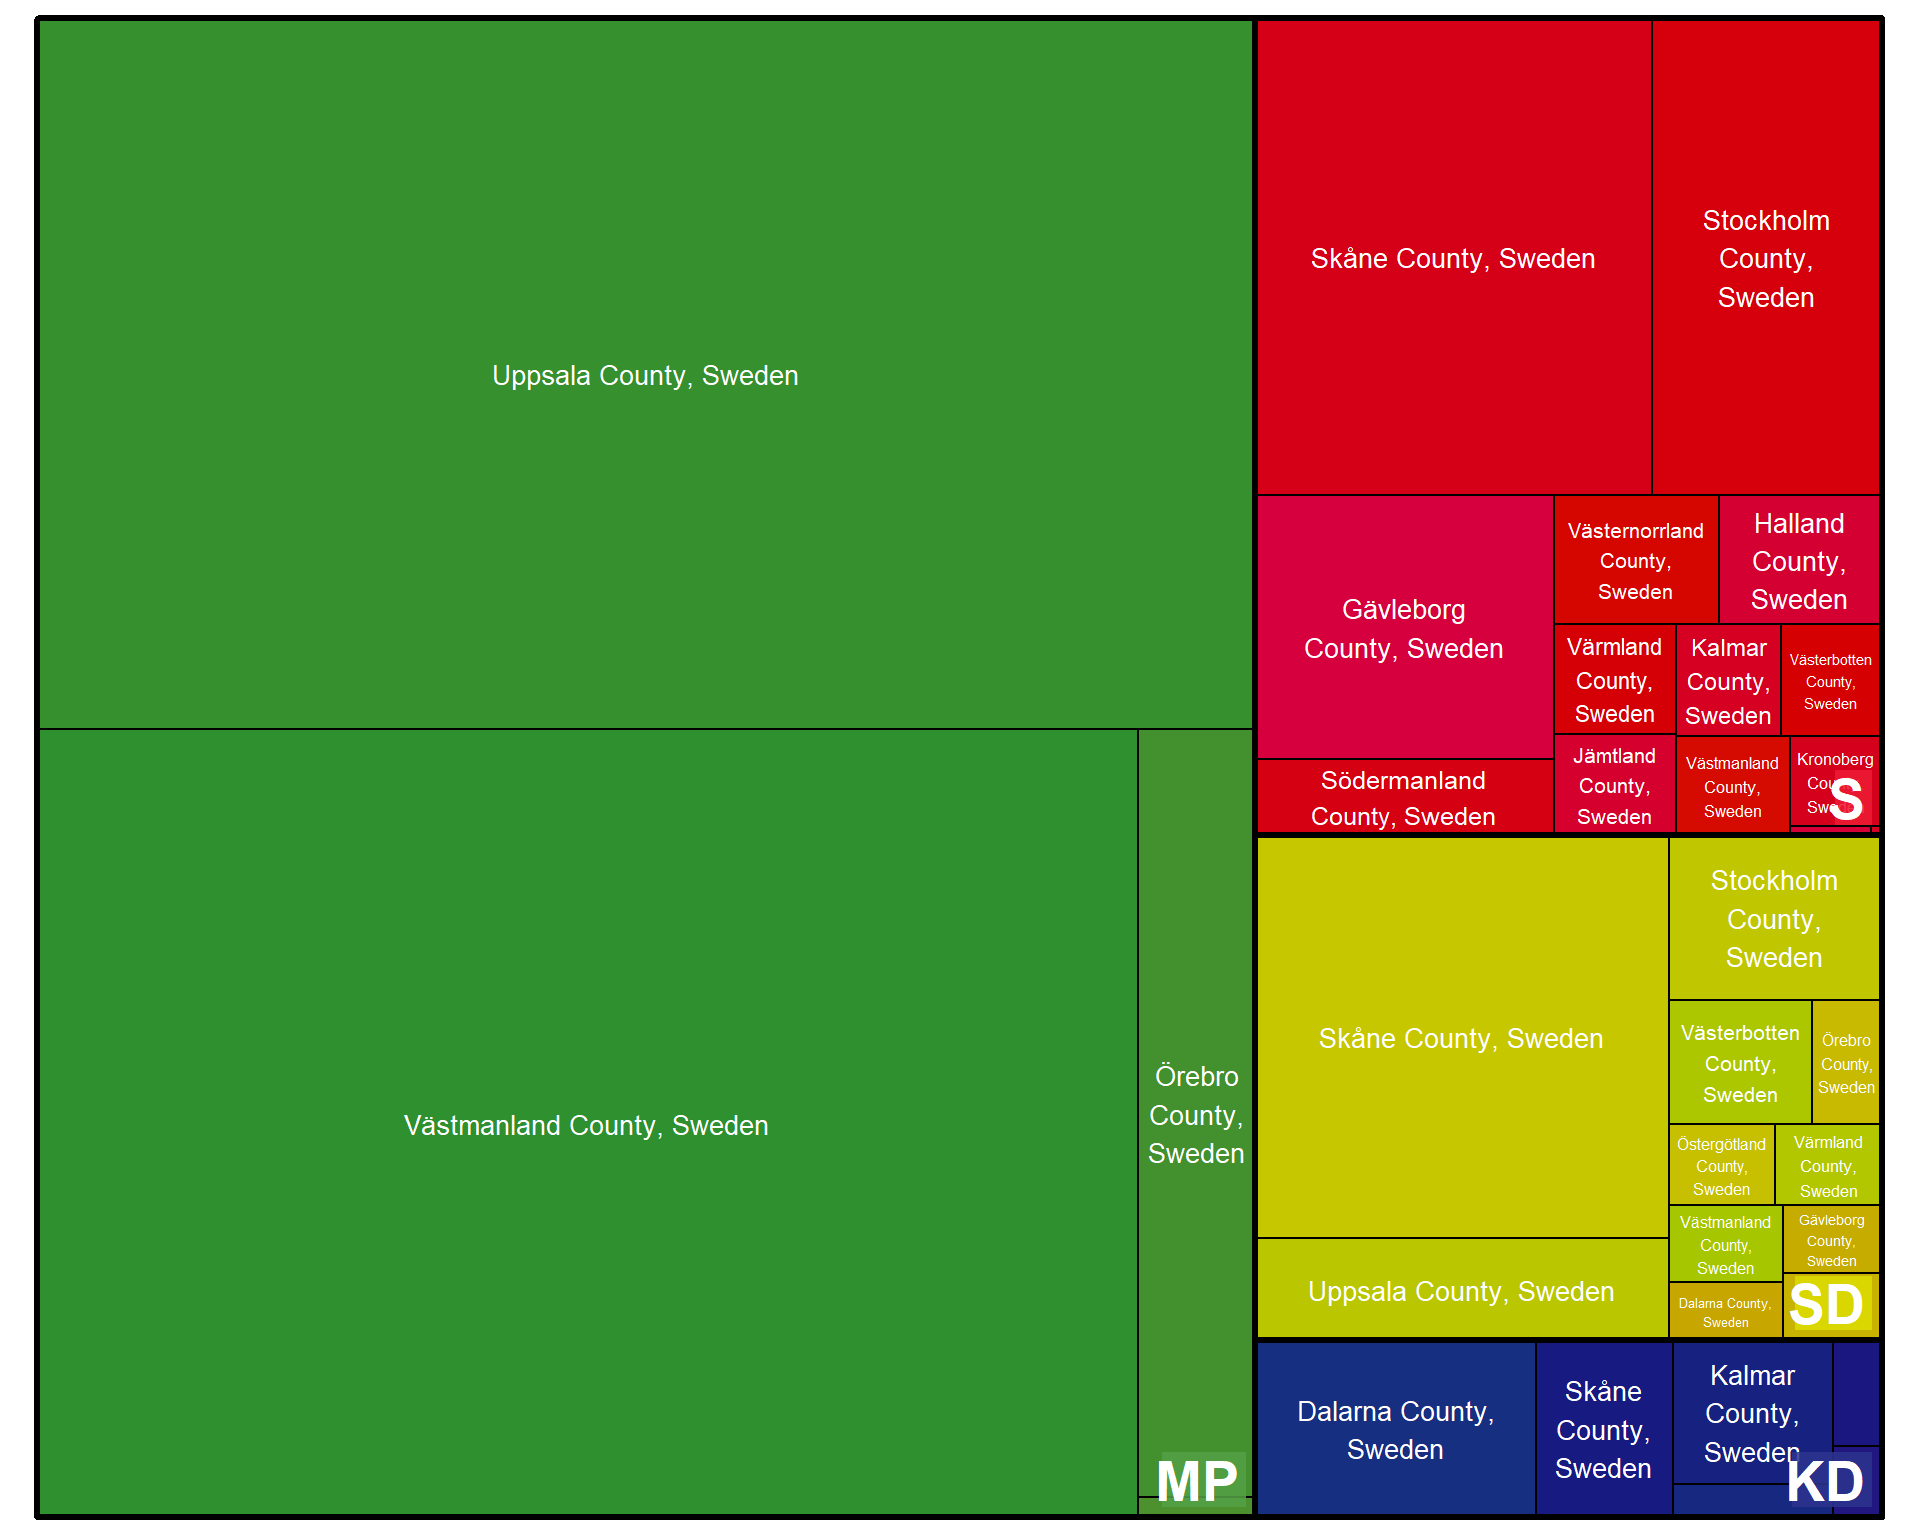 Uppsala County, Sweden
Västmanland County, Sweden
Örebro
County,
Sweden
MP
Skåne County, Sweden
Stockholm
County,
Sweden
Gävleborg
County, Sweden
Södermanland
County, Sweden
Västernorrland
County,
Sweden
Halland
County,
Sweden
Värmland
County,
Sweden
Kalmar
County,
Sweden
Västerbotten
County,
Sweden
Jämtland
County,
Sweden
Västmanland
County,
Sweden
Kronoberg
County,
Sweden
S
Skåne County, Sweden
Uppsala County, Sweden
Stockholm
County,
Sweden
Västerbotten
County,
Sweden
Örebro
County,
Sweden
Östergötland
County,
Sweden
Värmland
County,
Sweden
Västmanland
County,
Sweden
Gävleborg
County,
Sweden
Dalarna County,
Sweden
SD
Dalarna County,
Sweden
Skåne
County,
Sweden
Kalmar
County,
Sweden
KD